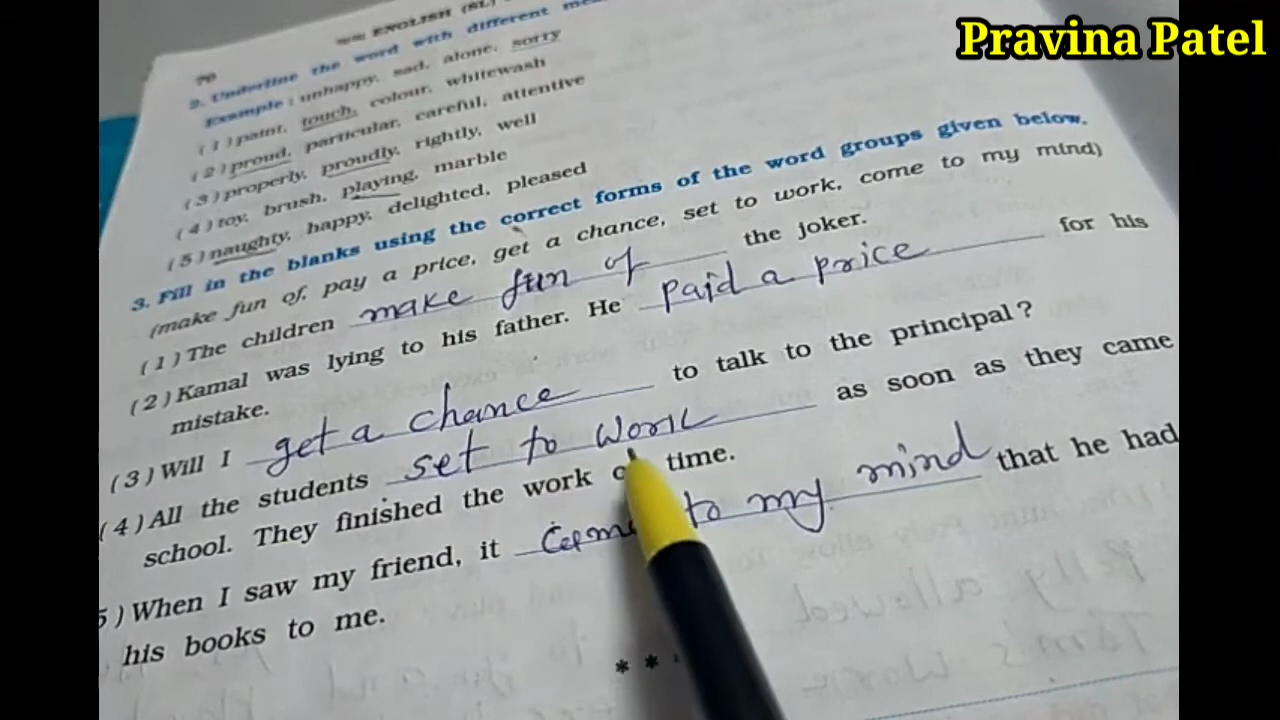 Pravina Patel
70
ENGLISH (SL)
2. Underline the word with different
Example : unhappy, sad, alone, sorry
(1) paint, touch, colour, whitewash
(2) proud, particular, careful, attentive
(3) properly, proudly, rightly, well
(4) toy, brush, playing, marble
(5) naughty, happy, delighted, pleased
3. Fill in the blanks using the correct forms of the word groups given below.
(make fun of, pay a price, get a chance, set to work, come to my mind)
(1) The children make fun of the joker.
(2) Kamal was lying to his father. He paid a price for his
mistake.
(3) Will I get a chance to talk to the principal?
(4) All the students set to work as soon as they came
school. They finished the work time.
5) When I saw my friend, it to my mind that he had
his books to me.
* *